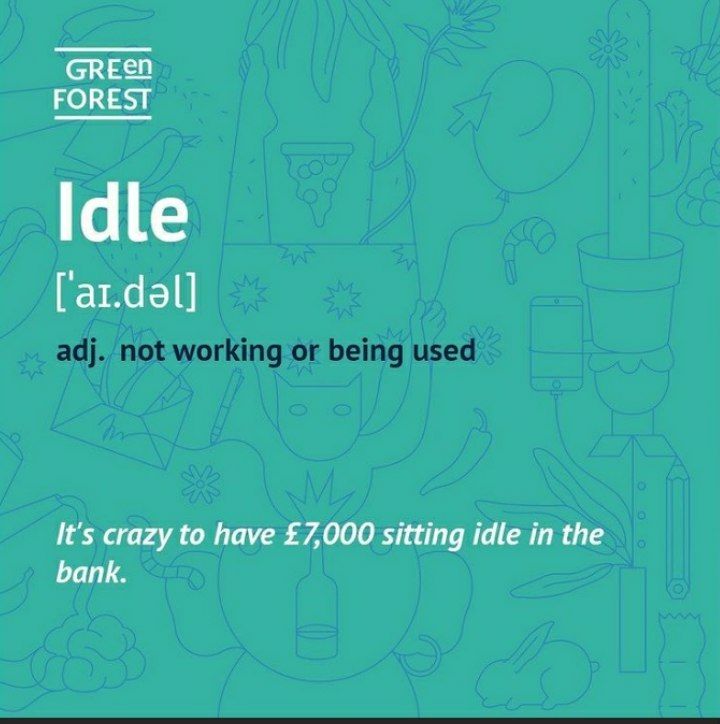 GREen
FOREST
Idle
[ˈaɪ.dəl]
adj. not working or being used
It's crazy to have £7,000 sitting idle in the
bank.